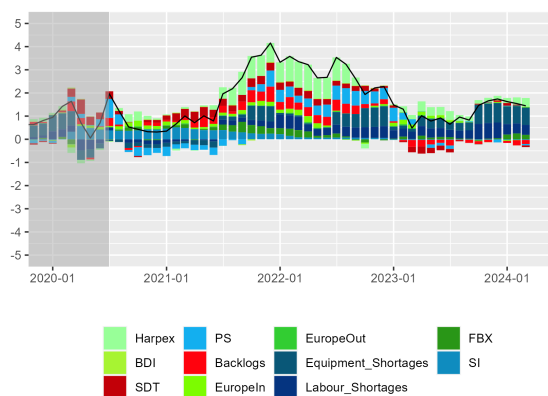 5
4
3
2
1
0
-1
-2
-3
-4
-5
2020-01 2021-01 2022-01 2023-01 2024-01
Harpex PS EuropeOut FBX
BDI Backlogs Equipment_Shortages SI
SDT EuropeIn Labour_Shortages